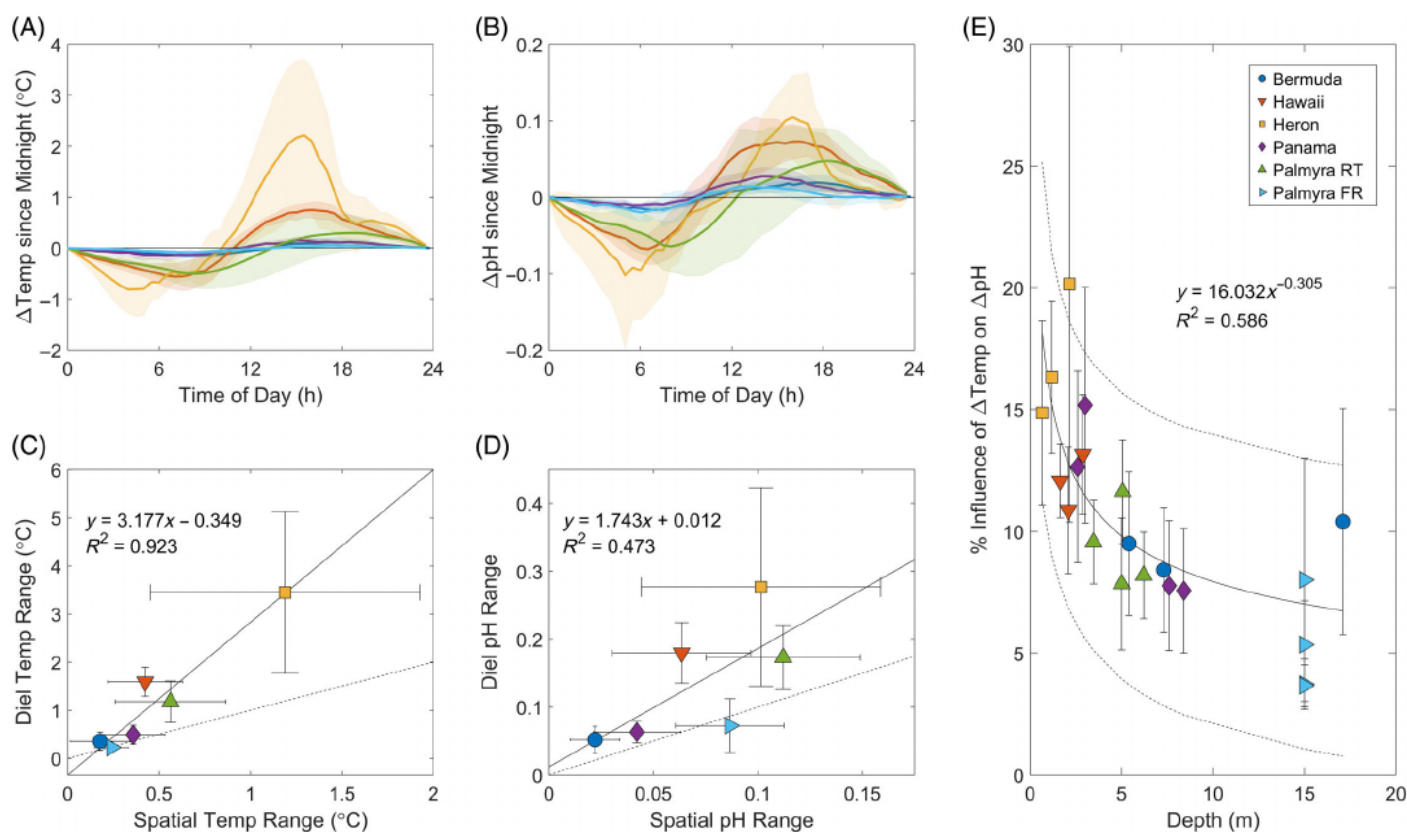 (A)
4
3
2
1
0
−1
−2
ΔTemp since Midnight (°C)
0 6 12 18 24
Time of Day (h)
(B)
0.2
0.1
0
−0.1
−0.2
ΔpH since Midnight
0 6 12 18 24
Time of Day (h)
(C)
6
5
4
3
2
1
0
Diel Temp Range (°C)
y = 3.177x − 0.349
R² = 0.923
0 0.5 1 1.5 2
Spatial Temp Range (°C)
(D)
0.4
0.3
0.2
0.1
0
Diel pH Range
y = 1.743x + 0.012
R² = 0.473
0 0.05 0.1 0.15
Spatial pH Range
(E)
30
25
20
15
10
5
0
% Influence of ΔTemp on ΔpH
Bermuda
Hawaii
Heron
Panama
Palmyra RT
Palmyra FR
y = 16.032x⁻⁰·³⁰⁵
R² = 0.586
0 5 10 15 20
Depth (m)